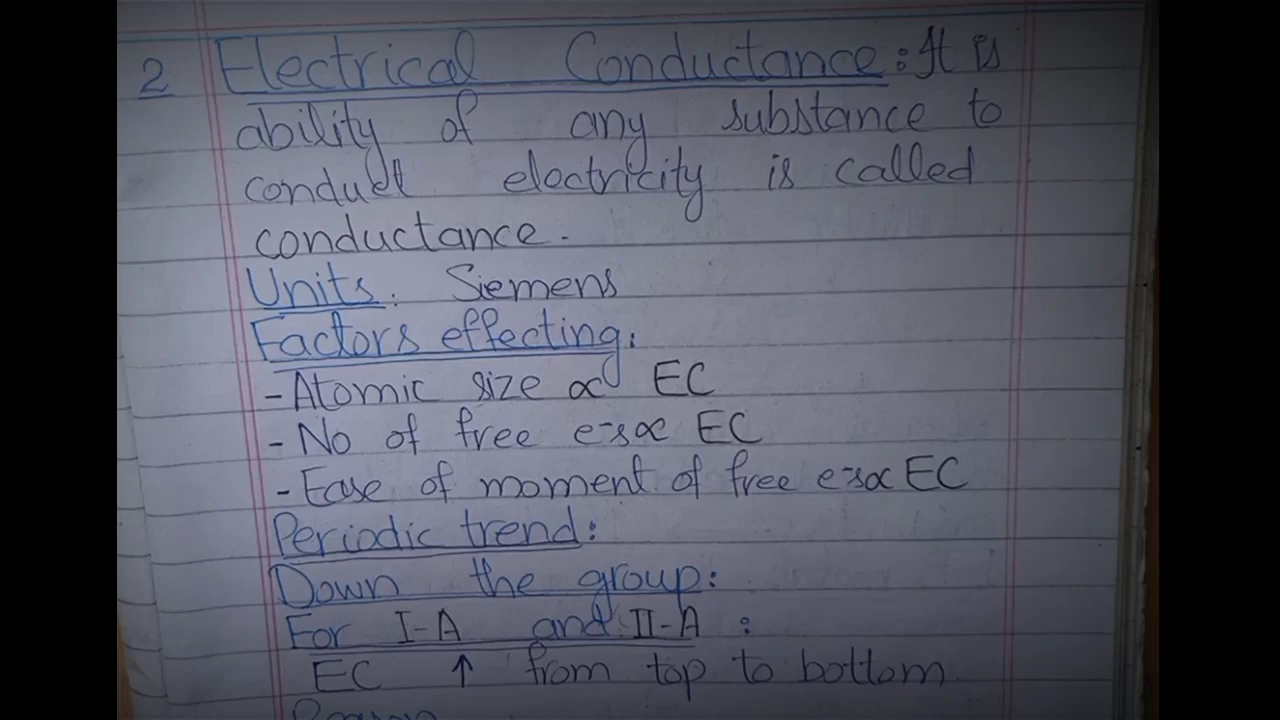 2 Electrical Conductance: It is
ability of any substance to
conduct electricity is called
conductance.
Units: Siemens
Factors effecting:
- Atomic size ∝ EC
- No of free e-s ∝ EC
- Ease of moment of free e-s ∝ EC
Periodic trend:
Down the group:
For I-A and II-A :
EC ↑ from top to bottom
Reason